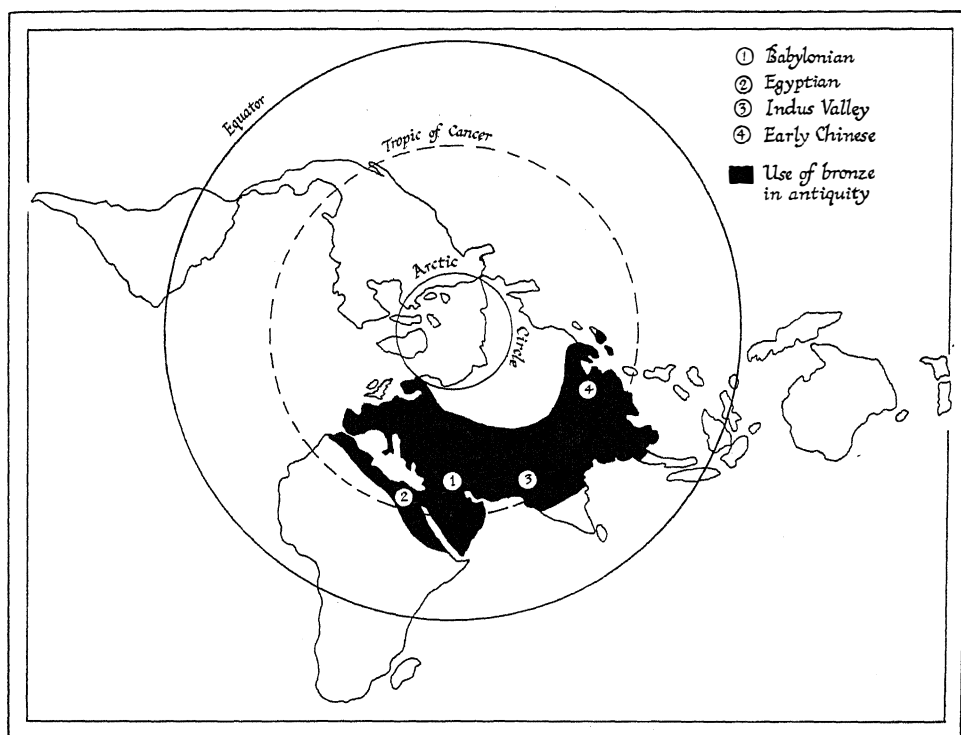 ① Babylonian
② Egyptian
③ Indus Valley
④ Early Chinese
Use of bronze
in antiquity
Equator
Tropic of Cancer
Arctic
Circle
④
①
③
②